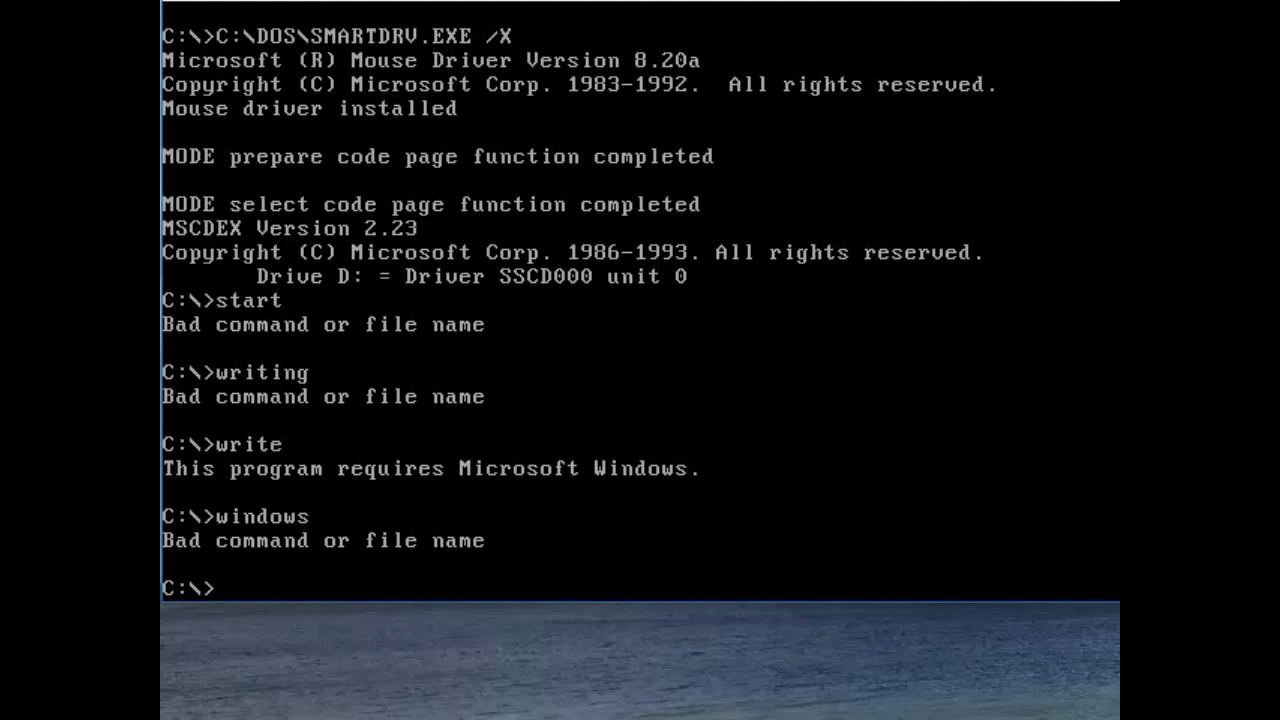 C:\>C:\DOS\SMARTDRV.EXE /X
Microsoft (R) Mouse Driver Version 8.20a
Copyright (C) Microsoft Corp. 1983-1992.  All rights reserved.
Mouse driver installed
MODE prepare code page function completed
MODE select code page function completed
MSCDEX Version 2.23
Copyright (C) Microsoft Corp. 1986-1993. All rights reserved.
       Drive D: = Driver SSCD000 unit 0
C:\>start
Bad command or file name
C:\>writing
Bad command or file name
C:\>write
This program requires Microsoft Windows.
C:\>windows
Bad command or file name
C:\>